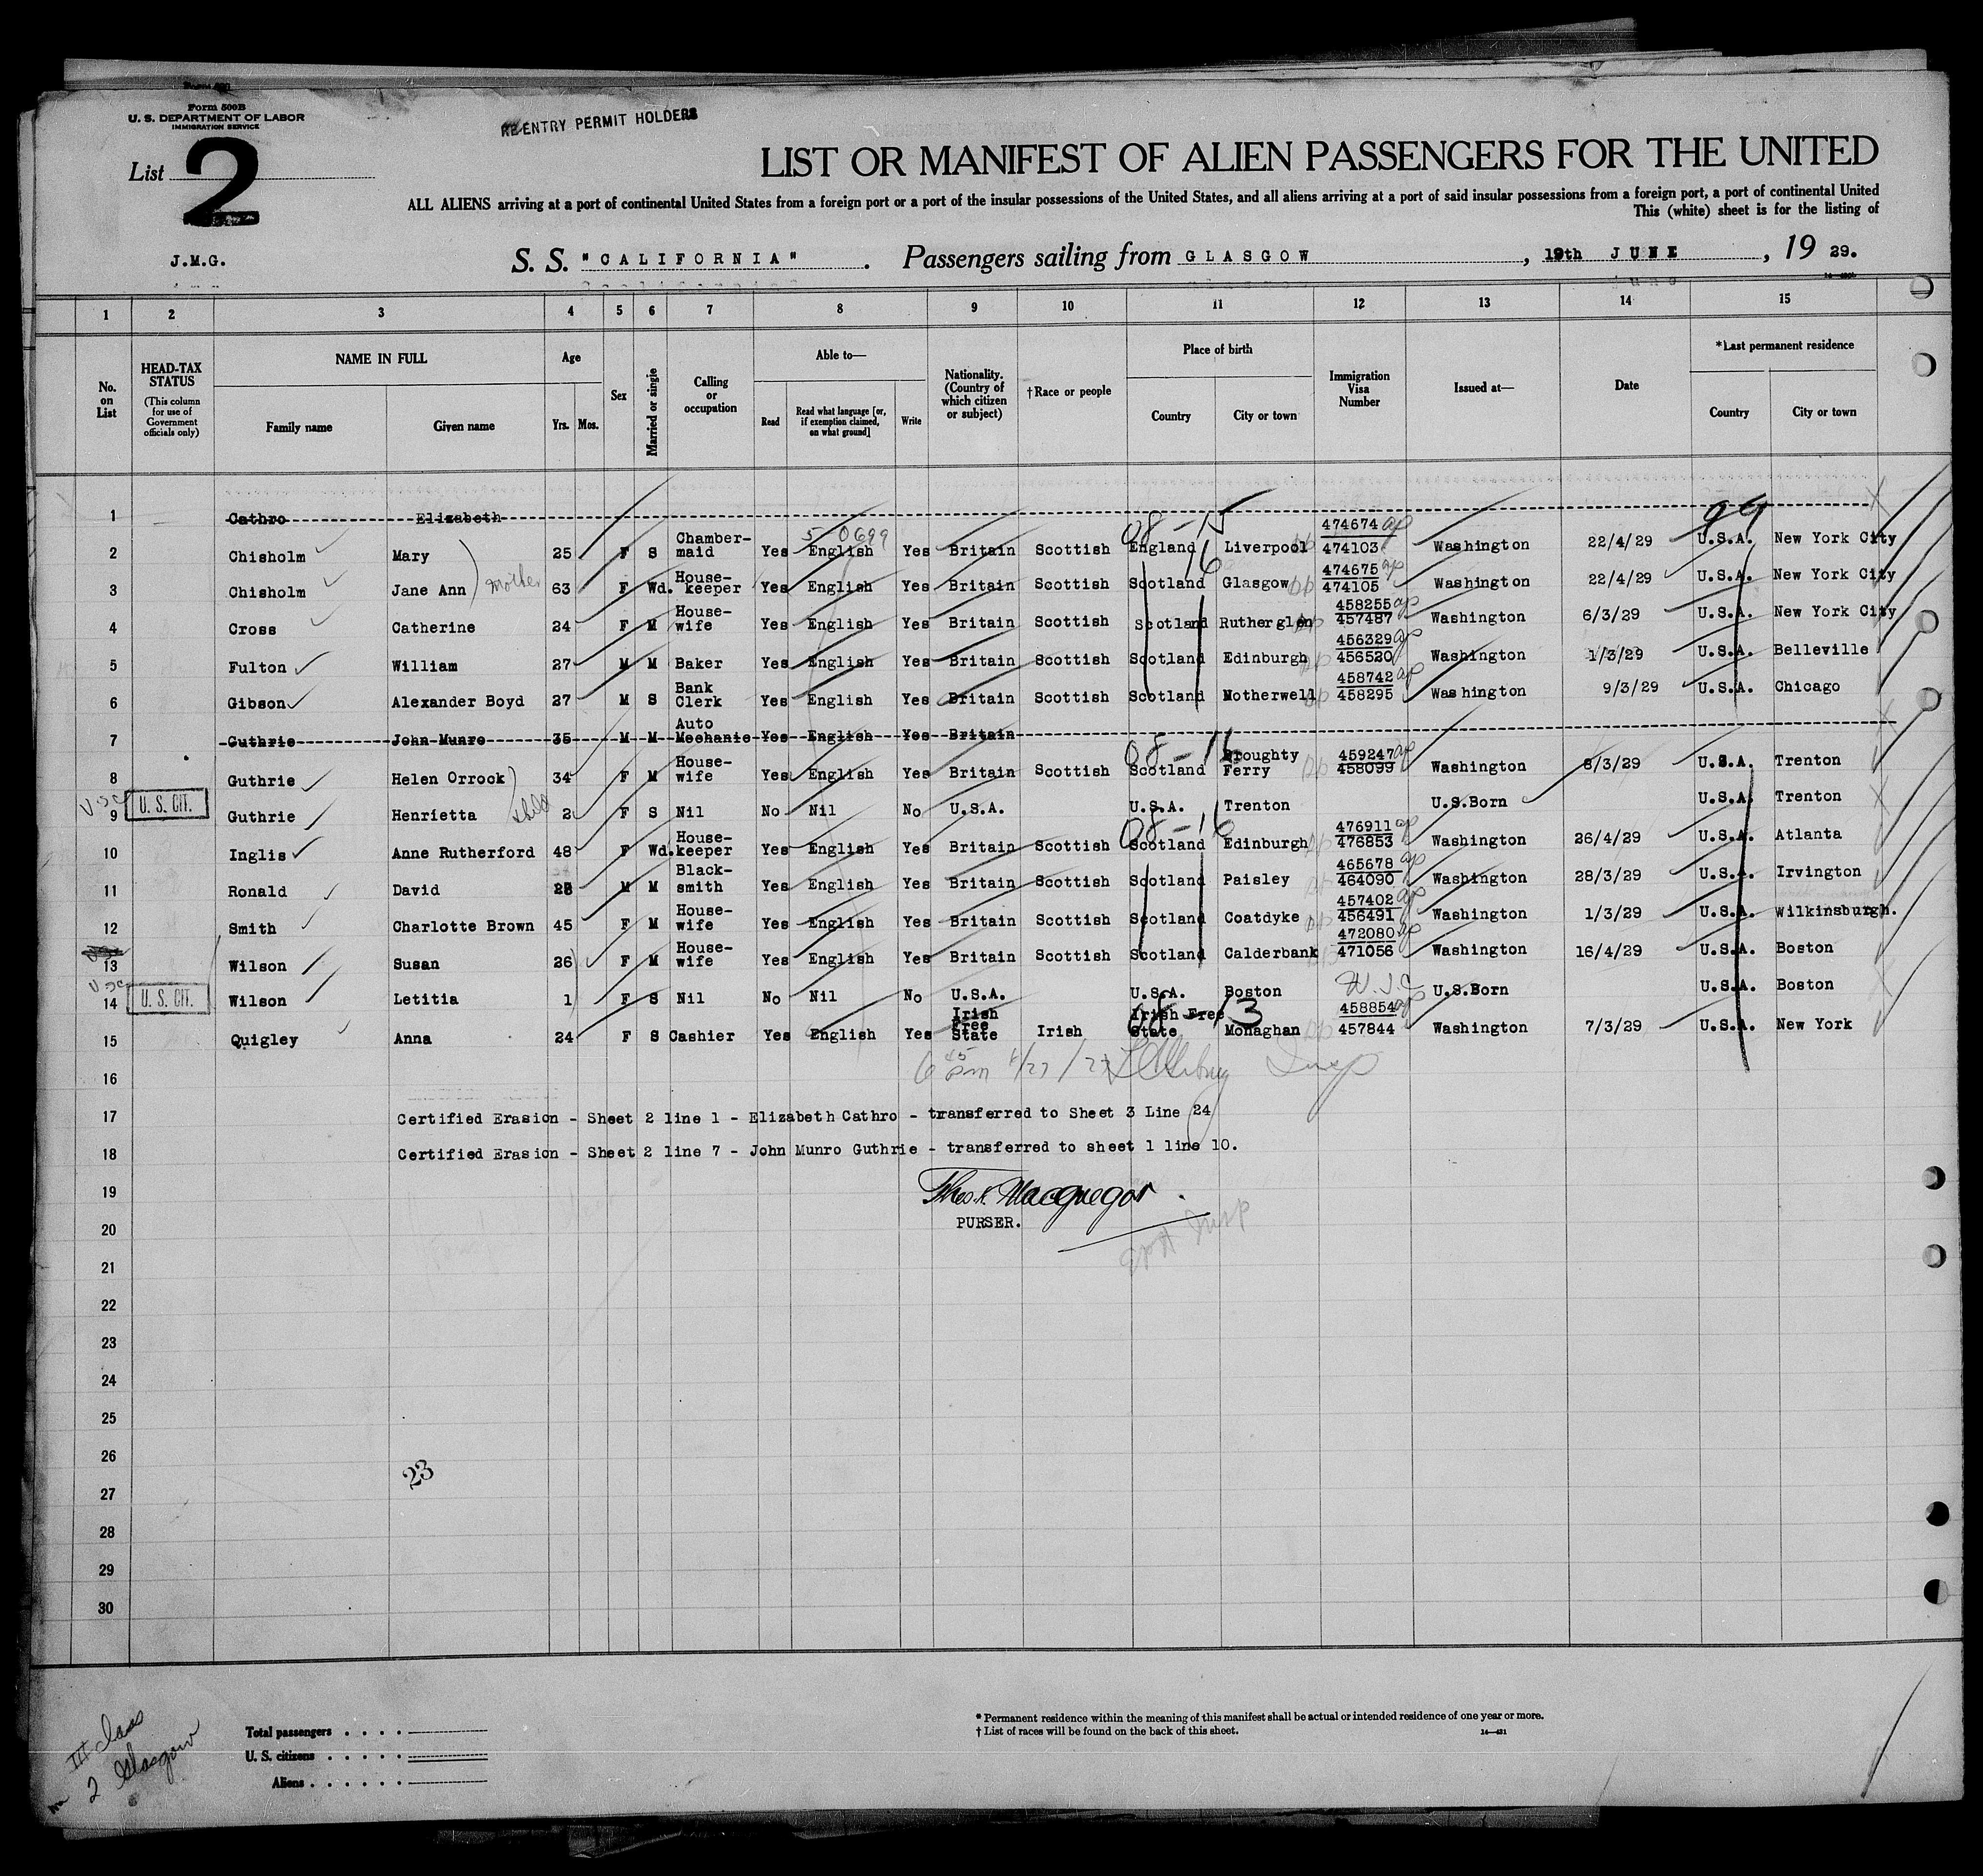 Form 500B
U. S. DEPARTMENT OF LABOR
IMMIGRATION SERVICE
RE-ENTRY PERMIT HOLDERS
List 2
LIST OR MANIFEST OF ALIEN PASSENGERS FOR THE UNITED
ALL ALIENS arriving at a port of continental United States from a foreign port or a port of the insular possessions of the United States, and all aliens arriving at a port of said insular possessions from a foreign port, a port of continental United
This (white) sheet is for the listing of
J.M.G.
S. S. "CALIFORNIA" . Passengers sailing from GLASGOW , 19th JUNE , 19 29.
1 2 3 4 5 6 7 8 9 10 11 12 13 14 15
No. on List
HEAD-TAX STATUS (This column for use of Government officials only)
NAME IN FULL
Family name Given name
Age
Yrs. Mos.
Sex
Married or single
Calling or occupation
Able to—
Read Read what language [or, if exemption claimed, on what ground] Write
Nationality. (Country of which citizen or subject)
†Race or people
Place of birth
Country City or town
Immigration Visa Number
Issued at—
Date
*Last permanent residence
Country City or town
1 Cathro Elizabeth
08-15 99
5 0699
2 Chisholm Mary 25 F S Chamber-maid Yes English Yes Britain Scottish England Liverpool 474674 474103 Washington 22/4/29 U.S.A. New York City
16
3 Chisholm Jane Ann Mother 63 F Wd. House-keeper Yes English Yes Britain Scottish Scotland Glasgow 474675 474105 Washington 22/4/29 U.S.A. New York City
4 Cross Catherine 24 F M House-wife Yes English Yes Britain Scottish Scotland Rutherglen 458255 457487 Washington 6/3/29 U.S.A. New York City
5 Fulton William 27 M M Baker Yes English Yes Britain Scottish Scotland Edinburgh 456329 456520 Washington 1/3/29 U.S.A. Belleville
6 Gibson Alexander Boyd 27 M S Bank Clerk Yes English Yes Britain Scottish Scotland Motherwell 458742 458295 Washington 9/3/29 U.S.A. Chicago
7 Guthrie John Munro 35 M M Auto Mechanic Yes English Yes Britain
08-16
8 Guthrie Helen Orrock 34 F M House-wife Yes English Yes Britain Scottish Scotland Broughty Ferry 459247 458099 Washington 8/3/29 U.S.A. Trenton
9 U. S. CIT. Guthrie Henrietta child 2 F S Nil No Nil No U.S.A. U.S.A. Trenton U.S.Born U.S.A. Trenton
08-16
10 Inglis Anne Rutherford 48 F Wd. House-keeper Yes English Yes Britain Scottish Scotland Edinburgh 476911 476853 Washington 26/4/29 U.S.A. Atlanta
11 Ronald David 28 M M Black-smith Yes English Yes Britain Scottish Scotland Paisley 465678 464090 Washington 28/3/29 U.S.A. Irvington
12 Smith Charlotte Brown 45 F M House-wife Yes English Yes Britain Scottish Scotland Coatdyke 457402 456491 Washington 1/3/29 U.S.A. Wilkinsburgh.
13 Wilson Susan 26 F M House-wife Yes English Yes Britain Scottish Scotland Calderbank 472080 471056 Washington 16/4/29 U.S.A. Boston
14 U. S. CIT. Wilson Letitia 1 F S Nil No Nil No U.S.A. U.S.A. Boston U.S.Born U.S.A. Boston
15 Quigley Anna 24 F S Cashier Yes English Yes Irish Free State Irish Irish Free State Monaghan 458854 457844 Washington 7/3/29 U.S.A. New York
16
17 Certified Erasion - Sheet 2 line 1 - Elizabeth Cathro - transferred to Sheet 3 Line 24
18 Certified Erasion - Sheet 2 line 7 - John Munro Guthrie - transferred to sheet 1 line 10.
19 Thos. R. Macgregor
20 PURSER.
21
22
23
24
25
26
23
27
28
29
30
III class
2 Glasgow
Total passengers
U. S. citizens
Aliens
* Permanent residence within the meaning of this manifest shall be actual or intended residence of one year or more.
† List of races will be found on the back of this sheet.